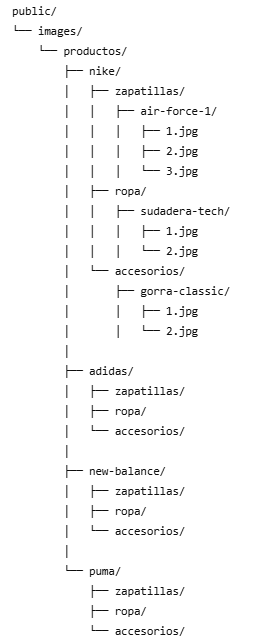 public/
└── images/
    └── productos/
        ├── nike/
        │   ├── zapatillas/
        │   │   ├── air-force-1/
        │   │   │   ├── 1.jpg
        │   │   │   ├── 2.jpg
        │   │   │   └── 3.jpg
        │   ├── ropa/
        │   │   ├── sudadera-tech/
        │   │   │   ├── 1.jpg
        │   │   │   └── 2.jpg
        │   └── accesorios/
        │       ├── gorra-classic/
        │       │   ├── 1.jpg
        │       │   └── 2.jpg
        │
        ├── adidas/
        │   ├── zapatillas/
        │   ├── ropa/
        │   └── accesorios/
        │
        ├── new-balance/
        │   ├── zapatillas/
        │   ├── ropa/
        │   └── accesorios/
        │
        └── puma/
            ├── zapatillas/
            ├── ropa/
            └── accesorios/